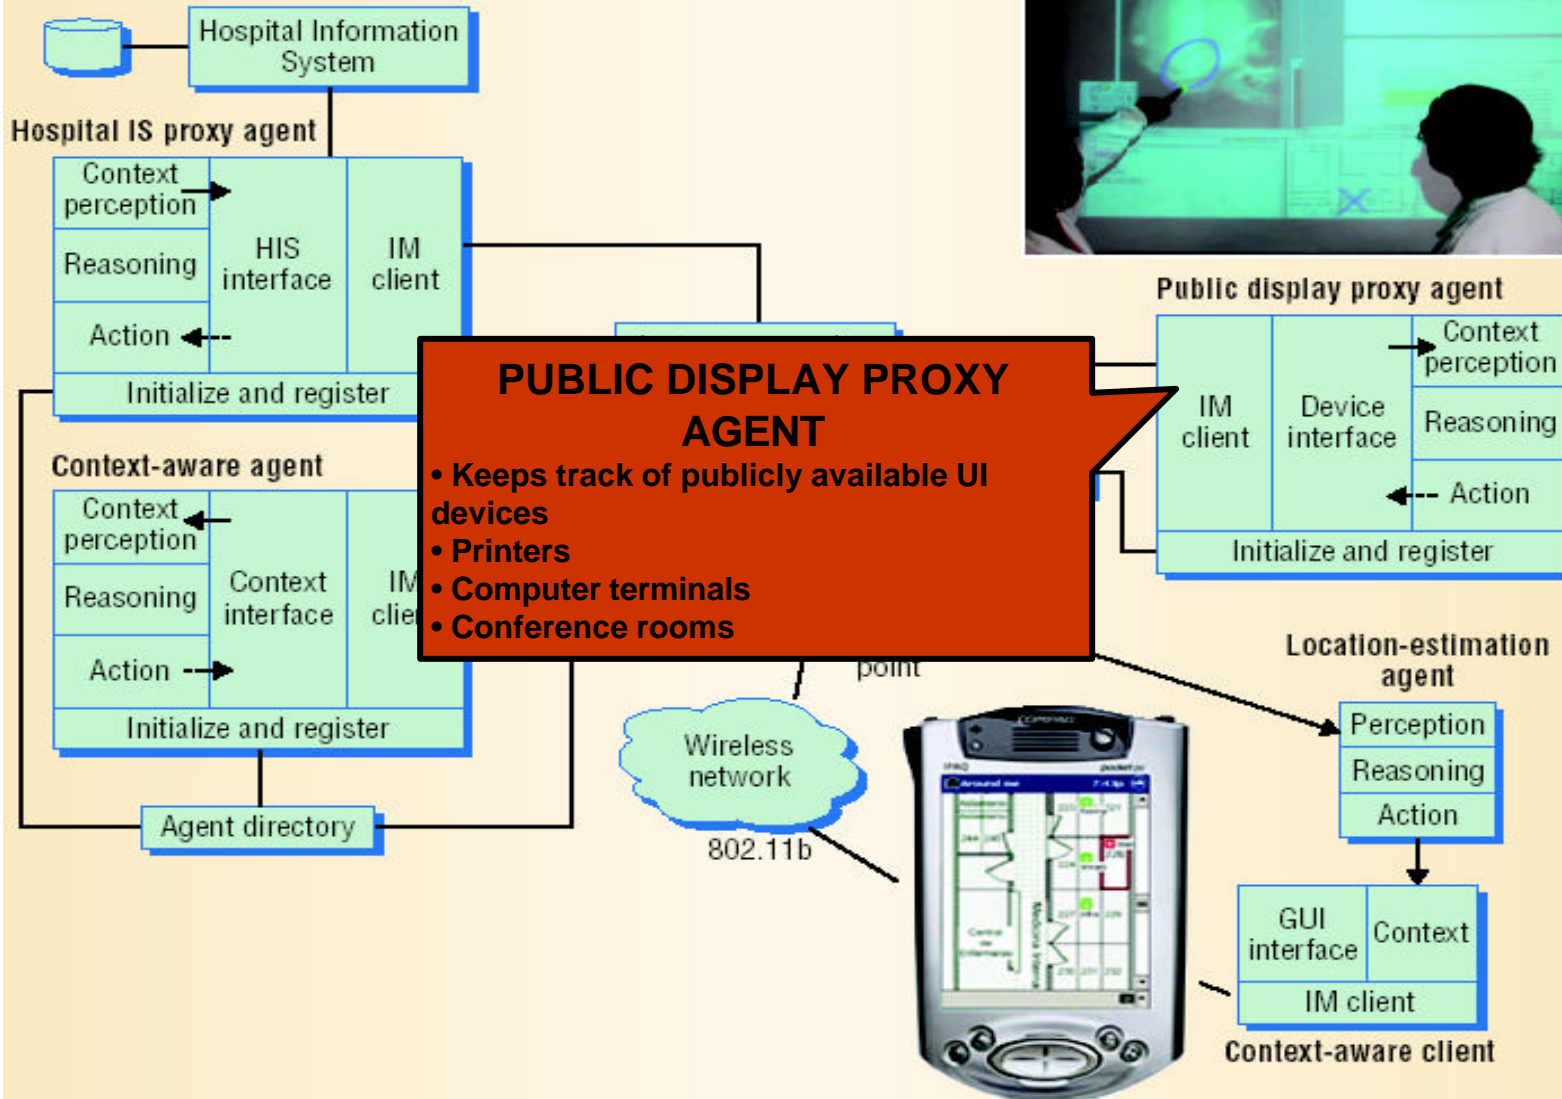 Hospital Information
System
Hospital IS proxy agent
Context
perception
Reasoning
Action
HIS
interface
IM
client
Initialize and register
Context-aware agent
Context
perception
Reasoning
Action
Context
interface
Initialize and register
Agent directory
PUBLIC DISPLAY PROXY
AGENT
• Keeps track of publicly available UI
devices
• Printers
• Computer terminals
• Conference rooms
point
Wireless
network
802.11b
COMPAQ
Around me
Public display proxy agent
IM
client
Device
interface
Context
perception
Reasoning
Action
Initialize and register
Location-estimation
agent
Perception
Reasoning
Action
GUI
interface
Context
IM client
Context-aware client